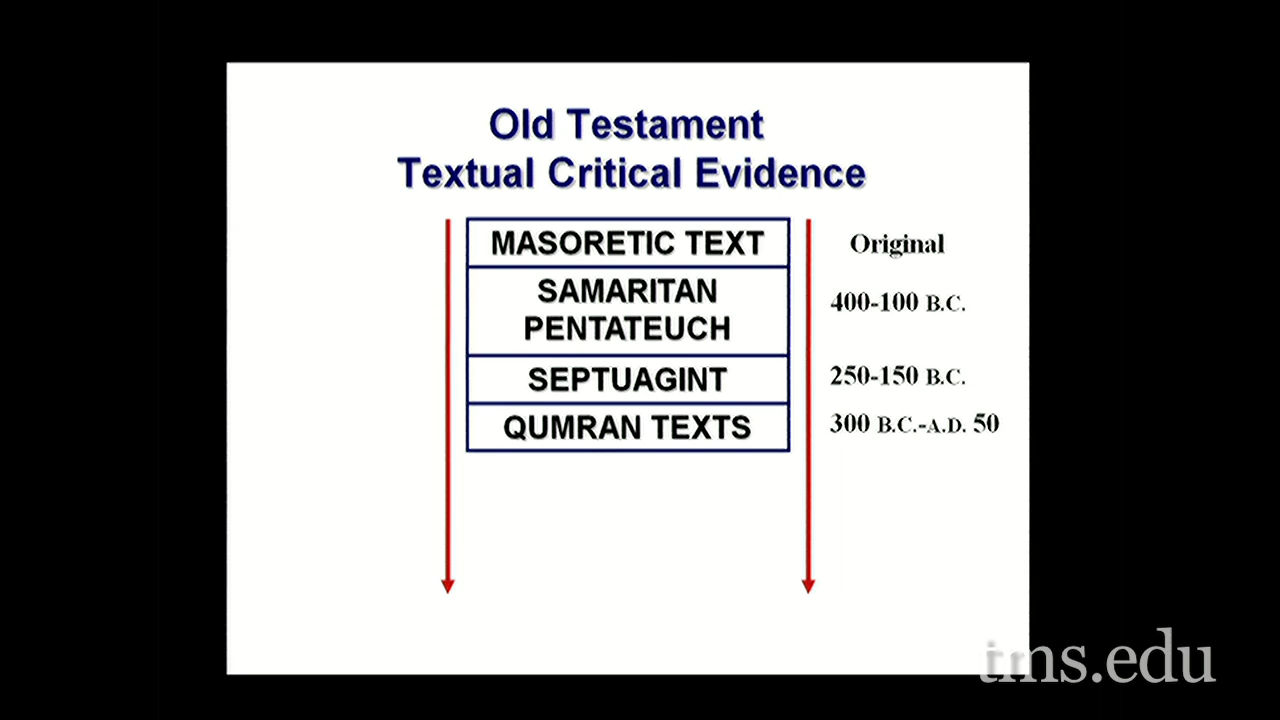 Old Testament
Textual Critical Evidence
MASORETIC TEXT
Original
SAMARITAN
PENTATEUCH
400-100 B.C.
SEPTUAGINT
250-150 B.C.
QUMRAN TEXTS
300 B.C.-A.D. 50
tms.edu